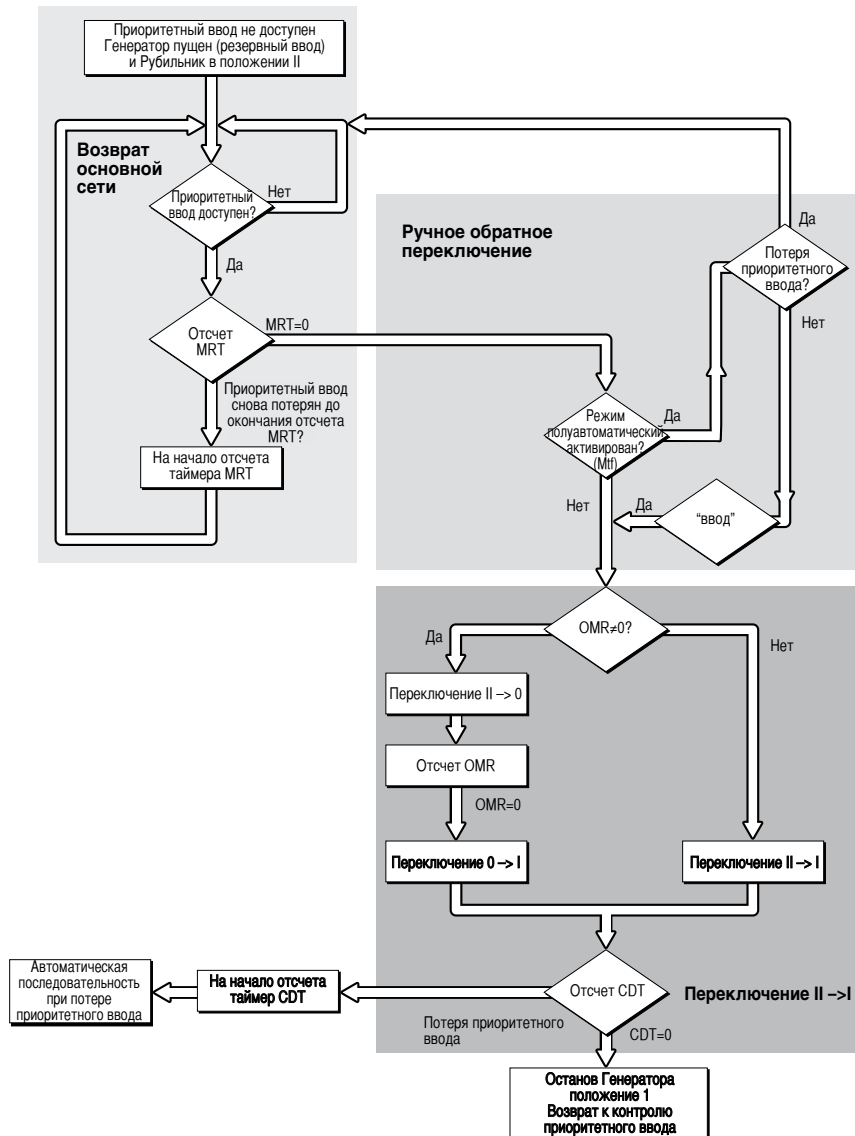 Приоритетный ввод не доступен
Генератор пущен (резервный ввод)
и Рубильник в положении II
Возврат
основной
сети
Приоритетный
ввод доступен?
Нет
Да
Отсчет
MRT
MRT=0
Приоритетный ввод
снова потерян до
окончания отсчета
MRT?
На начало отсчета
таймера MRT
Ручное обратное
переключение
Да
Потеря
приоритетного
ввода?
Нет
Режим
полуавтоматический
активирован?
(Mtf)
Да
Нет
Да
“ввод”
OMR≠0?
Да
Нет
Переключение II –> 0
Отсчет OMR
OMR=0
Переключение 0 –> I
Переключение II –> I
Отсчет CDT
Переключение II –>I
Потеря приоритетного
ввода
CDT=0
На начало отсчета
таймер CDT
Автоматическая
последовательность
при потере
приоритетного ввода
Останов Генератора
положение 1
Возврат к контролю
приоритетного ввода